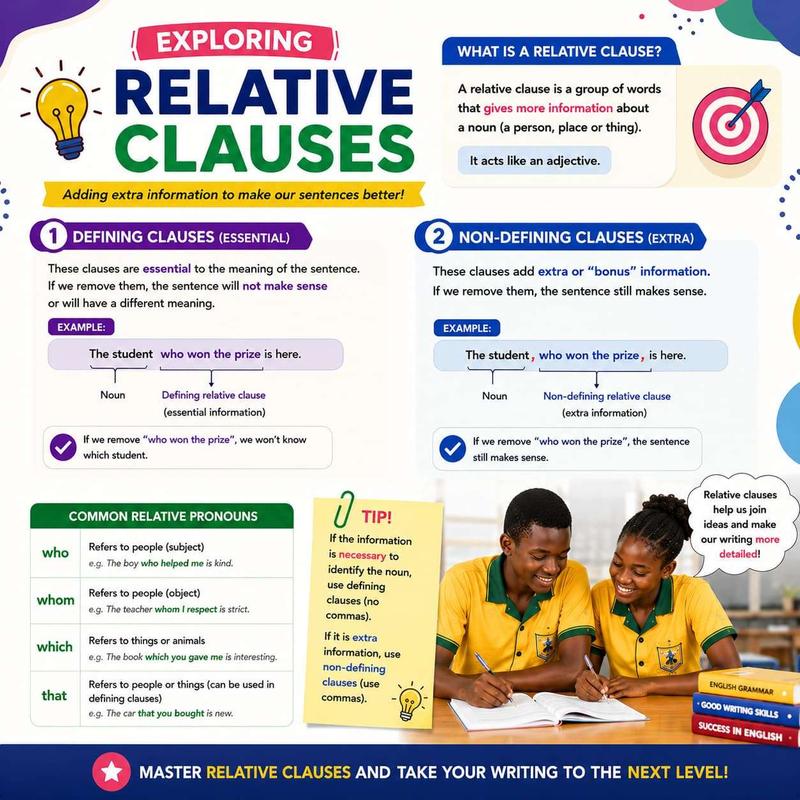 EXPLORING
RELATIVE
CLAUSES
Adding extra information to make our sentences better!
WHAT IS A RELATIVE CLAUSE?
A relative clause is a group of words
that gives more information about
a noun (a person, place or thing).
It acts like an adjective.
1 DEFINING CLAUSES (ESSENTIAL)
These clauses are essential to the meaning of the sentence.
If we remove them, the sentence will not make sense
or will have a different meaning.
EXAMPLE:
The student who won the prize is here.
Noun
Defining relative clause
(essential information)
If we remove “who won the prize”, we won’t know
which student.
2 NON-DEFINING CLAUSES (EXTRA)
These clauses add extra or “bonus” information.
If we remove them, the sentence still makes sense.
EXAMPLE:
The student, who won the prize, is here.
Noun
Non-defining relative clause
(extra information)
If we remove “who won the prize”, the sentence
still makes sense.
COMMON RELATIVE PRONOUNS
who
Refers to people (subject)
e.g. The boy who helped me is kind.
whom
Refers to people (object)
e.g. The teacher whom I respect is strict.
which
Refers to things or animals
e.g. The book which you gave me is interesting.
that
Refers to people or things (can be used in
defining clauses)
e.g. The car that you bought is new.
TIP!
If the information
is necessary to
identify the noun,
use defining
clauses (no
commas).
If it is extra
information, use
non-defining
clauses (use
commas).
Relative clauses
help us join
ideas and make
our writing more
detailed!
ENGLISH GRAMMAR
GOOD WRITING SKILLS
SUCCESS IN ENGLISH
MASTER RELATIVE CLAUSES AND TAKE YOUR WRITING TO THE NEXT LEVEL!